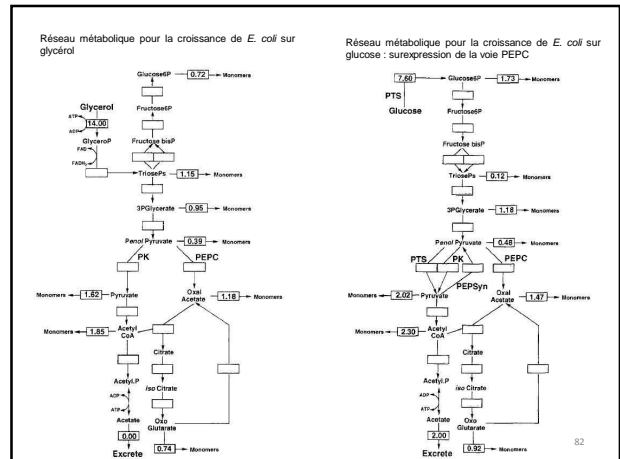 Réseau métabolique pour la croissance de E. coli sur
glycérol
Glucose6P
0.72
Monomers
Glycerol
ATP
ADP
14.00
GlyceroP
FAD
FADH2
Fructose6P
Fructose bisP
TriosePs
1.15
Monomers
3PGlycerate
0.95
Monomers
Penol Pyruvate
0.39
Monomers
PK
PEPC
Monomers
1.62
Pyruvate
Oxal
Acetate
1.18
Monomers
Monomers
1.85
Acetyl
CoA
Citrate
Acetyl.P
iso Citrate
ADP
ATP
Acetate
Oxo
Glutarate
0.00
Excrete
0.74
Monomers
Réseau métabolique pour la croissance de E. coli sur
glucose : surexpression de la voie PEPC
7.60
Glucose6P
1.73
Monomers
PTS
Glucose
Fructose6P
Fructose bisP
TriosePs
0.12
Monomers
3PGlycerate
1.18
Monomers
Penol Pyruvate
0.48
Monomers
PTS
PK
PEPC
PEPSyn
Monomers
2.02
Pyruvate
Oxal
Acetate
1.47
Monomers
Monomers
2.30
Acetyl
CoA
Citrate
Acetyl.P
iso Citrate
ADP
ATP
Acetate
Oxo
Glutarate
2.00
Excrete
0.92
Monomers
82